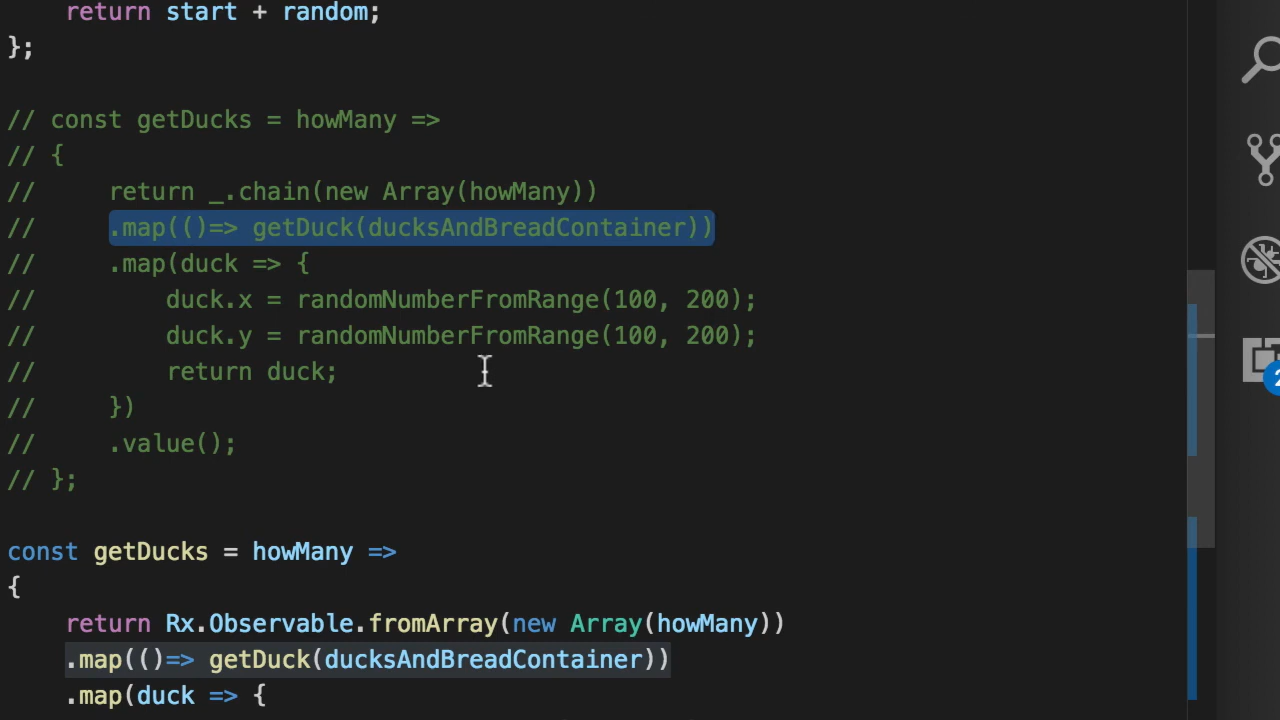 return start + random;
};

// const getDucks = howMany =>
// {
//     return _.chain(new Array(howMany))
//     .map(()=> getDuck(ducksAndBreadContainer))
//     .map(duck => {
//         duck.x = randomNumberFromRange(100, 200);
//         duck.y = randomNumberFromRange(100, 200);
//         return duck;
//     })
//     .value();
// };

const getDucks = howMany =>
{
    return Rx.Observable.fromArray(new Array(howMany))
    .map(()=> getDuck(ducksAndBreadContainer))
    .map(duck => {
2